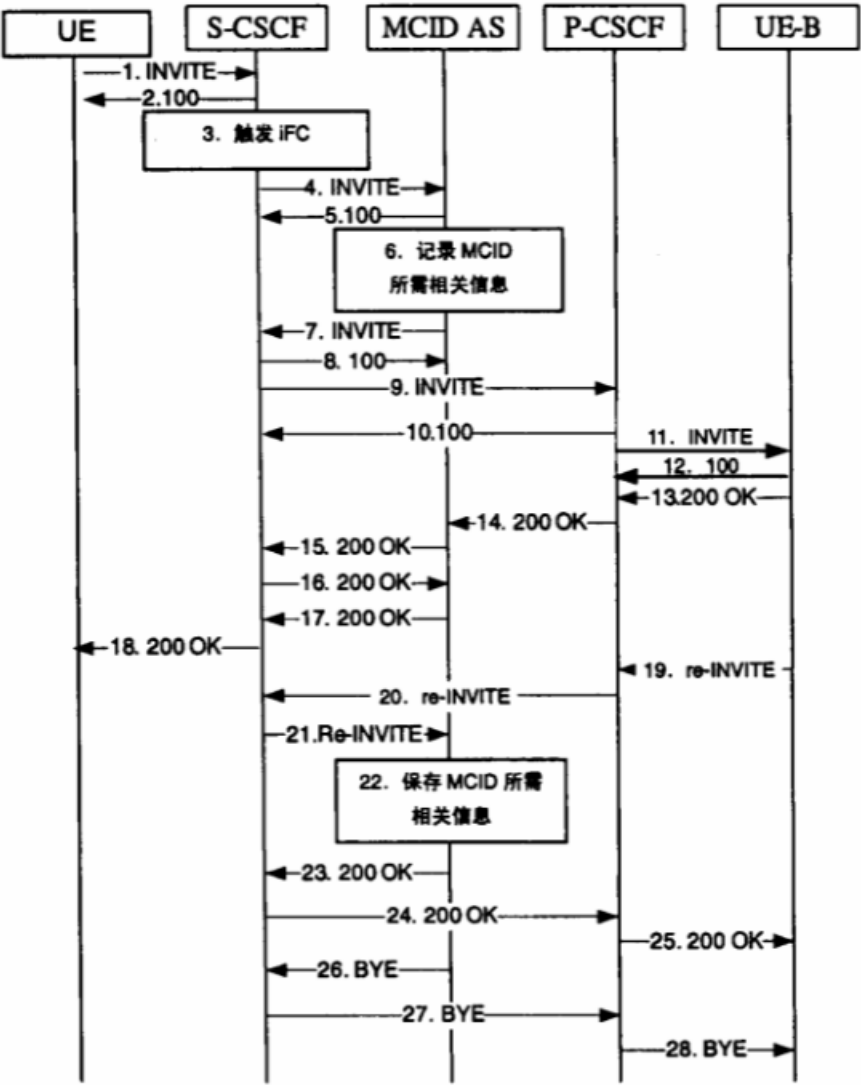 UE S-CSCF MCID AS P-CSCF UE-B
1. INVITE
2.100
3. 触发 iFC
4. INVITE
5.100
6. 记录 MCID
所需相关信息
7. INVITE
8. 100
9. INVITE
10.100
11. INVITE
12. 100
13.200 OK
14. 200 OK
15. 200 OK
16. 200 OK
17. 200 OK
18. 200 OK
19. re-INVITE
20. re-INVITE
21.Re-INVITE
22. 保存 MCID 所需
相关信息
23. 200 OK
24. 200 OK
25. 200 OK
26. BYE
27. BYE
28. BYE